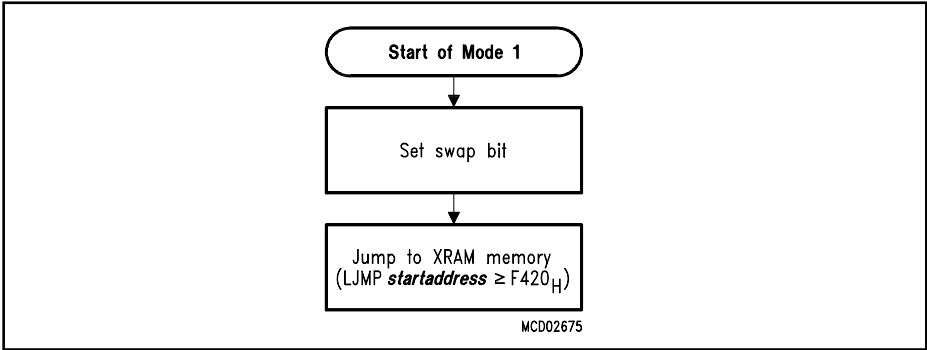 Start of Mode 1
Set swap bit
Jump to XRAM memory
(LJMP startaddress ≥ F420H)
MCD02675